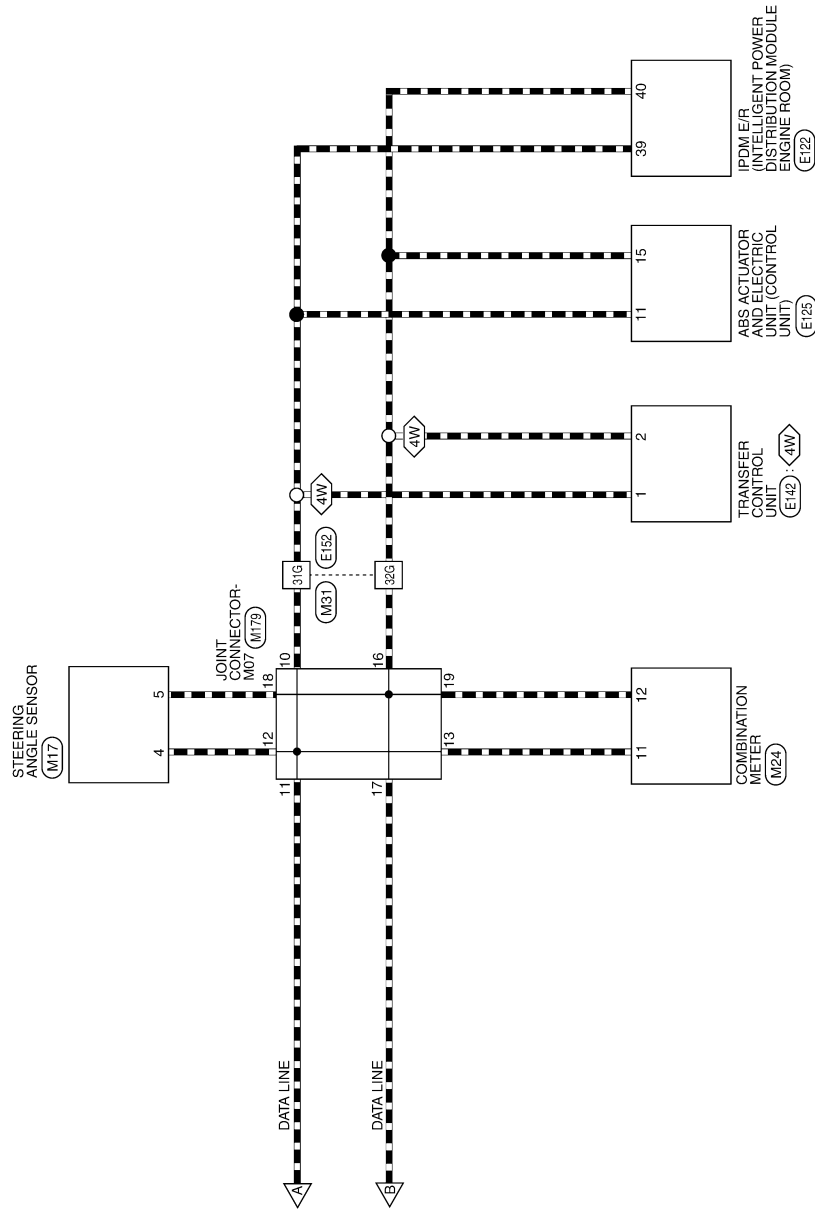 STEERING
ANGLE SENSOR
M17
4
5
JOINT
CONNECTOR-
M07
M179
12
18
11
10
17
16
13
19
A
DATA LINE
B
DATA LINE
31G
32G
M31
E152
4W
4W
11
12
COMBINATION
METER
M24
1
2
TRANSFER
CONTROL
UNIT
E142 : 4W
11
15
ABS ACTUATOR
AND ELECTRIC
UNIT (CONTROL
UNIT)
E125
39
40
IPDM E/R
(INTELLIGENT POWER
DISTRIBUTION MODULE
ENGINE ROOM)
E122